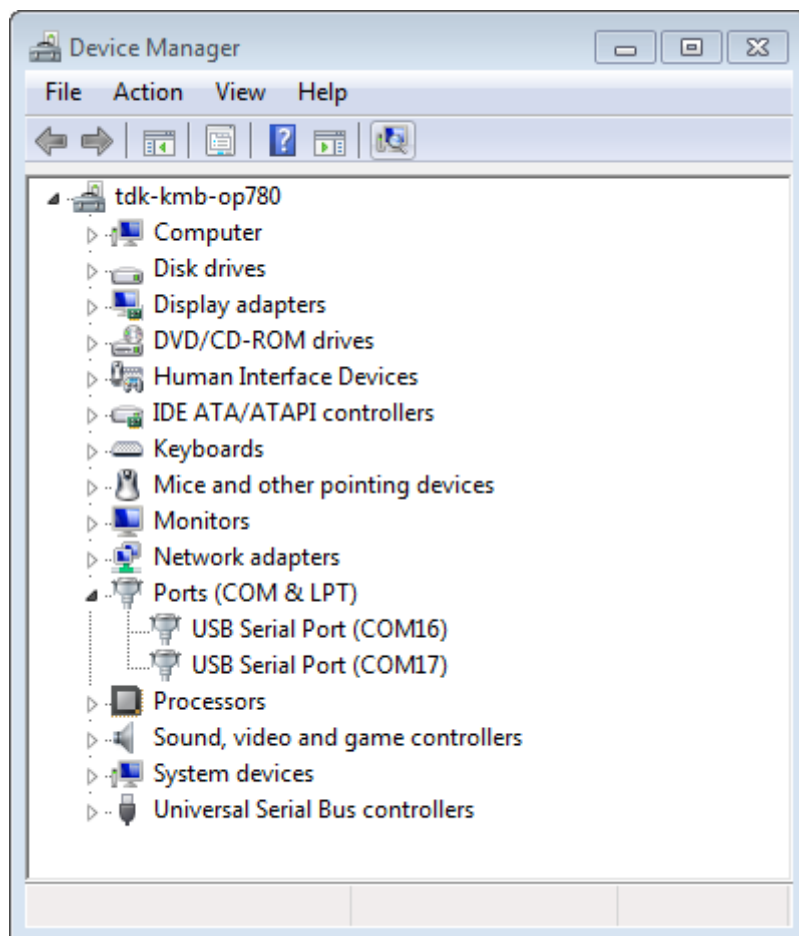 Device Manager
File Action View Help
tdk-kmb-op780
Computer
Disk drives
Display adapters
DVD/CD-ROM drives
Human Interface Devices
IDE ATA/ATAPI controllers
Keyboards
Mice and other pointing devices
Monitors
Network adapters
Ports (COM & LPT)
USB Serial Port (COM16)
USB Serial Port (COM17)
Processors
Sound, video and game controllers
System devices
Universal Serial Bus controllers